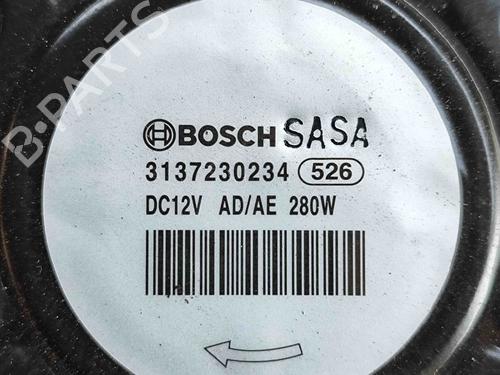 B-PARTS
BOSCH SASA
3137230234 526
DC12V AD/AE 280W